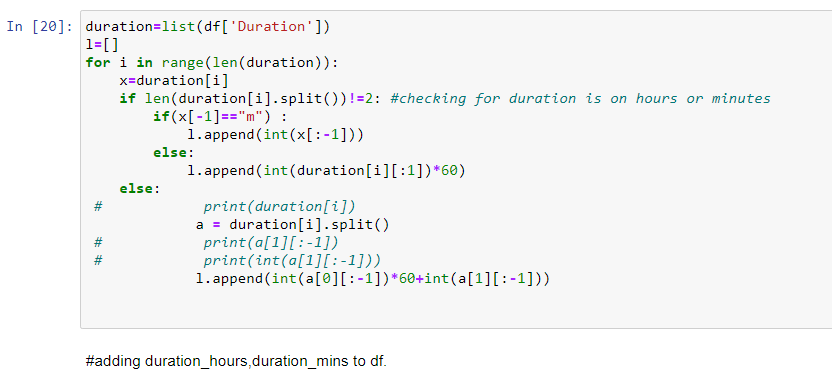 In [20]: duration=list(df['Duration'])
l=[]
for i in range(len(duration)):
    x=duration[i]
    if len(duration[i].split())!=2: #checking for duration is on hours or minutes
        if(x[-1]=="m") :
            l.append(int(x[:-1]))
        else:
            l.append(int(duration[i][:1])*60)
    else:
#            print(duration[i])
             a = duration[i].split()
#            print(a[1][:-1])
#            print(int(a[1][:-1]))
             l.append(int(a[0][:-1])*60+int(a[1][:-1]))
#adding duration_hours,duration_mins to df.